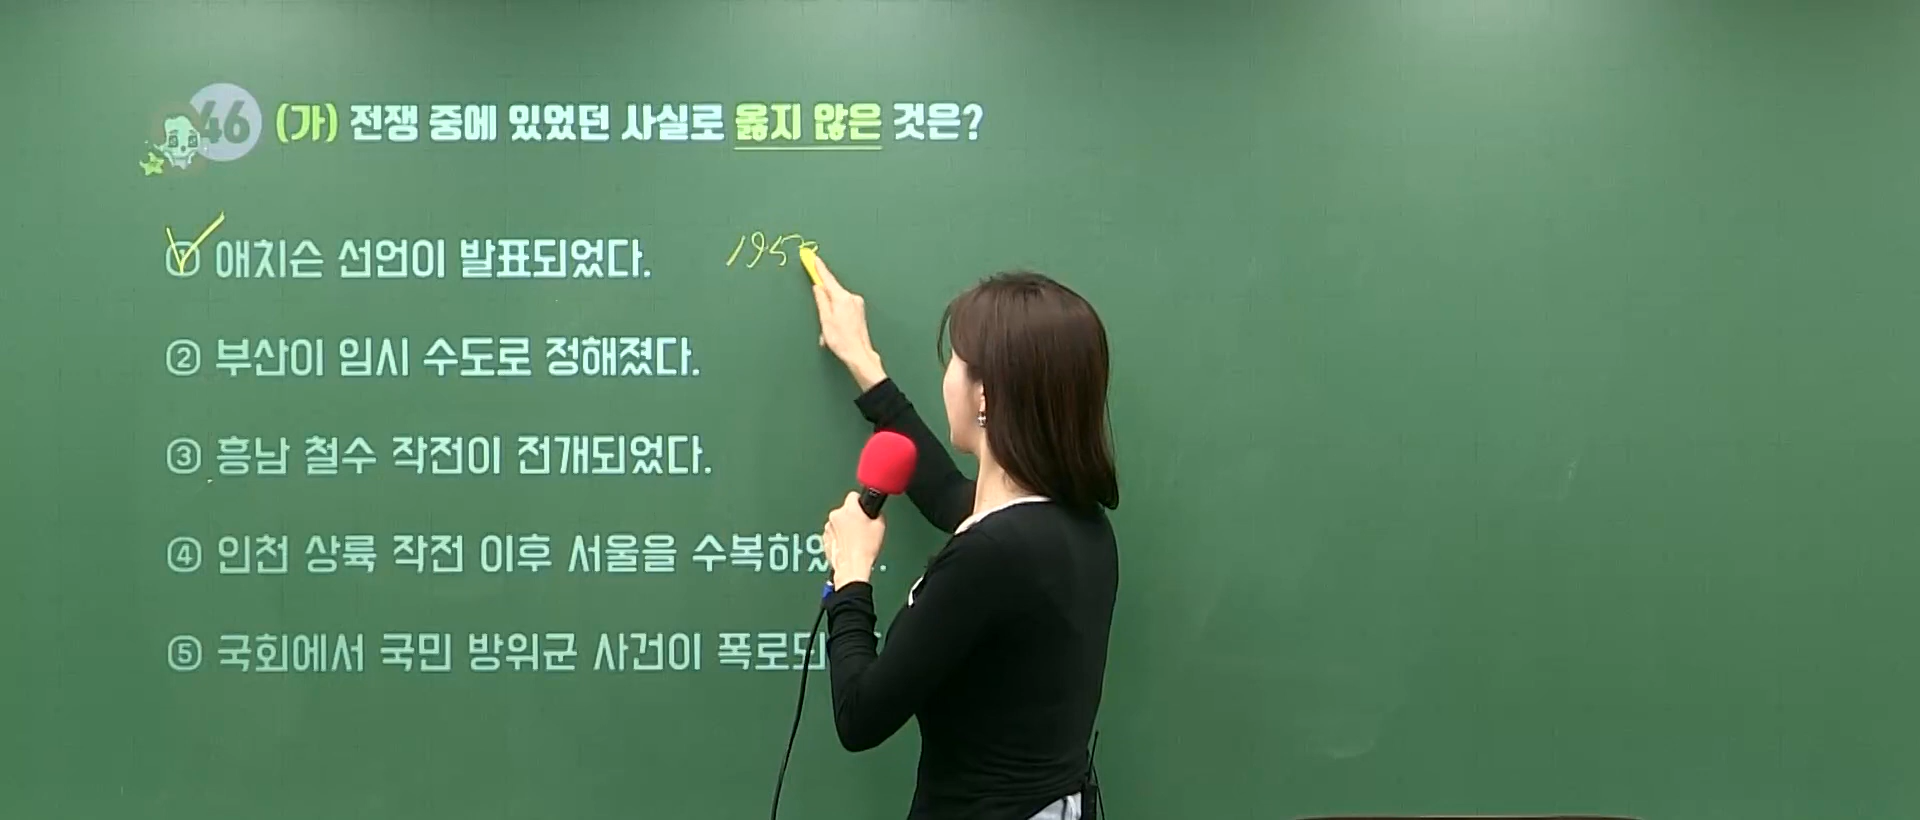 46 (가) 전쟁 중에 있었던 사실로 옳지 않은 것은?
① 애치슨 선언이 발표되었다. 195
② 부산이 임시 수도로 정해졌다.
③ 흥남 철수 작전이 전개되었다.
④ 인천 상륙 작전 이후 서울을 수복하였
⑤ 국회에서 국민 방위군 사건이 폭로되